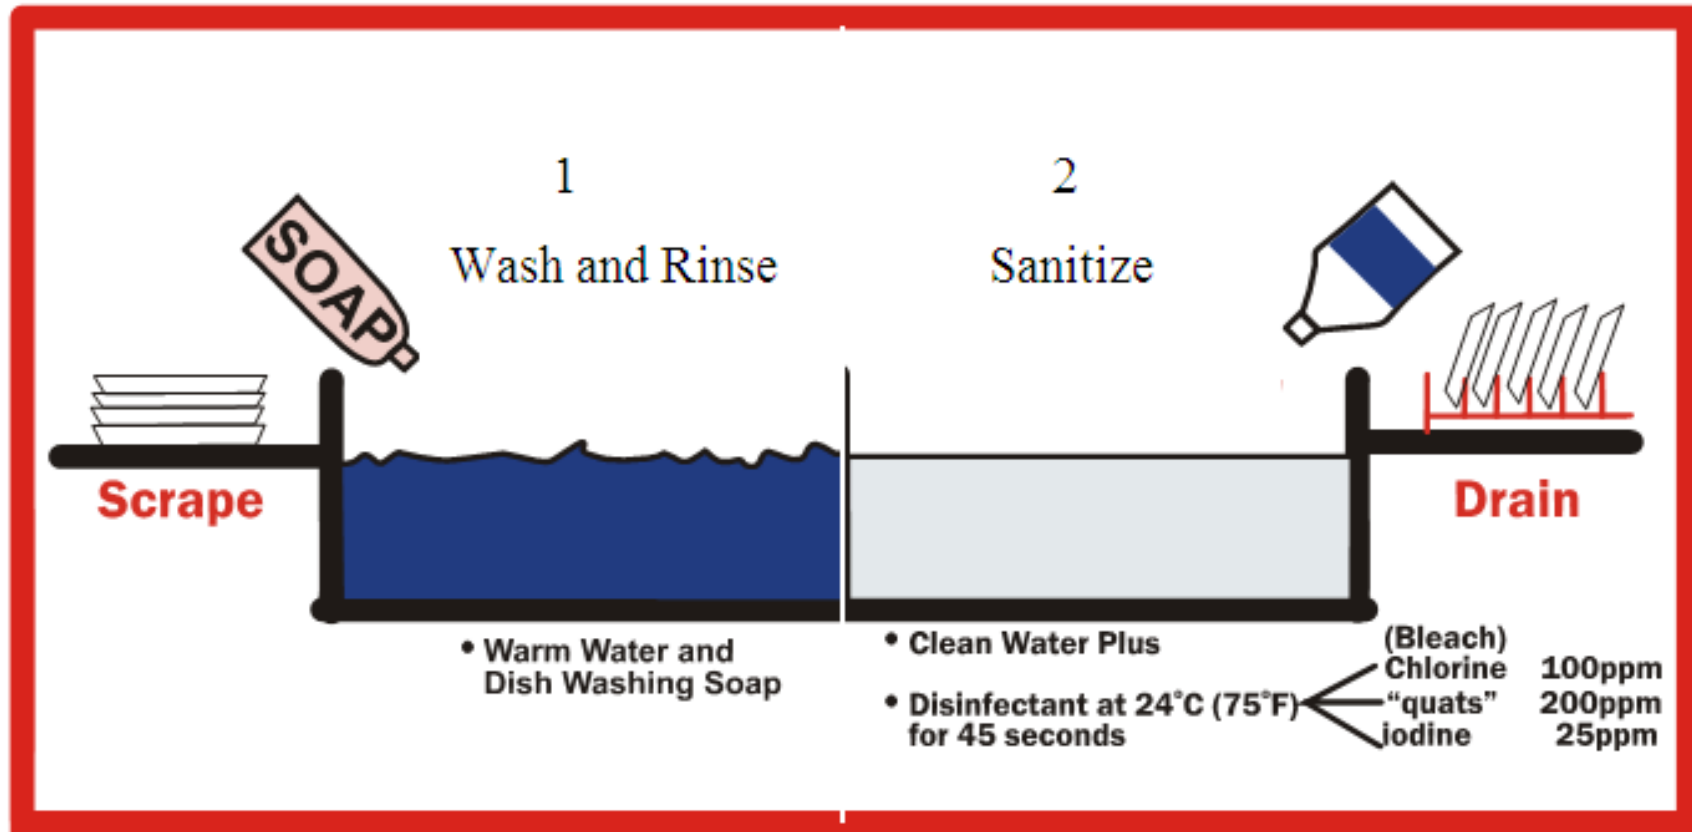 1
2
Wash and Rinse
Sanitize
SOAP
Scrape
Drain
• Warm Water and
Dish Washing Soap
• Clean Water Plus
• Disinfectant at 24°C (75°F)
for 45 seconds
(Bleach)
Chlorine 100ppm
“quats” 200ppm
iodine 25ppm